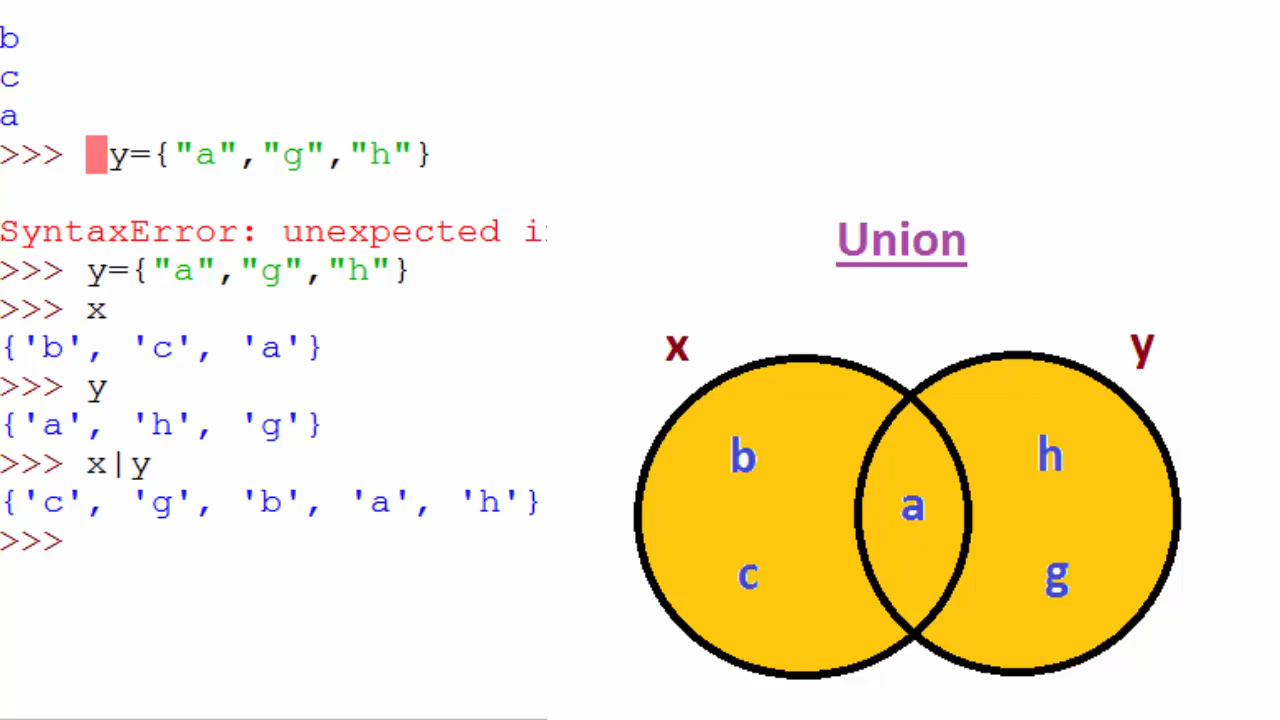 b
c
a
>>> y={"a","g","h"}
SyntaxError: unexpected
>>> y={"a","g","h"}
>>> x
{'b', 'c', 'a'}
>>> y
{'a', 'h', 'g'}
>>> x|y
{'c', 'g', 'b', 'a', 'h'}
>>>
Union
x y
b h
a
c g